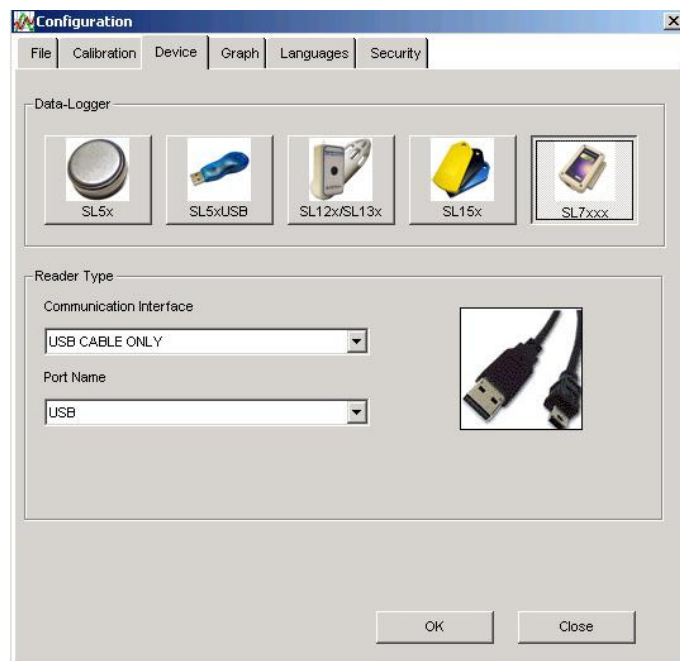 Configuration
File Calibration Device Graph Languages Security
Data-Logger
SL5x SL5xUSB SL12x/SL13x SL15x SL7xxx
Reader Type
Communication Interface
USB CABLE ONLY
Port Name
USB
OK Close